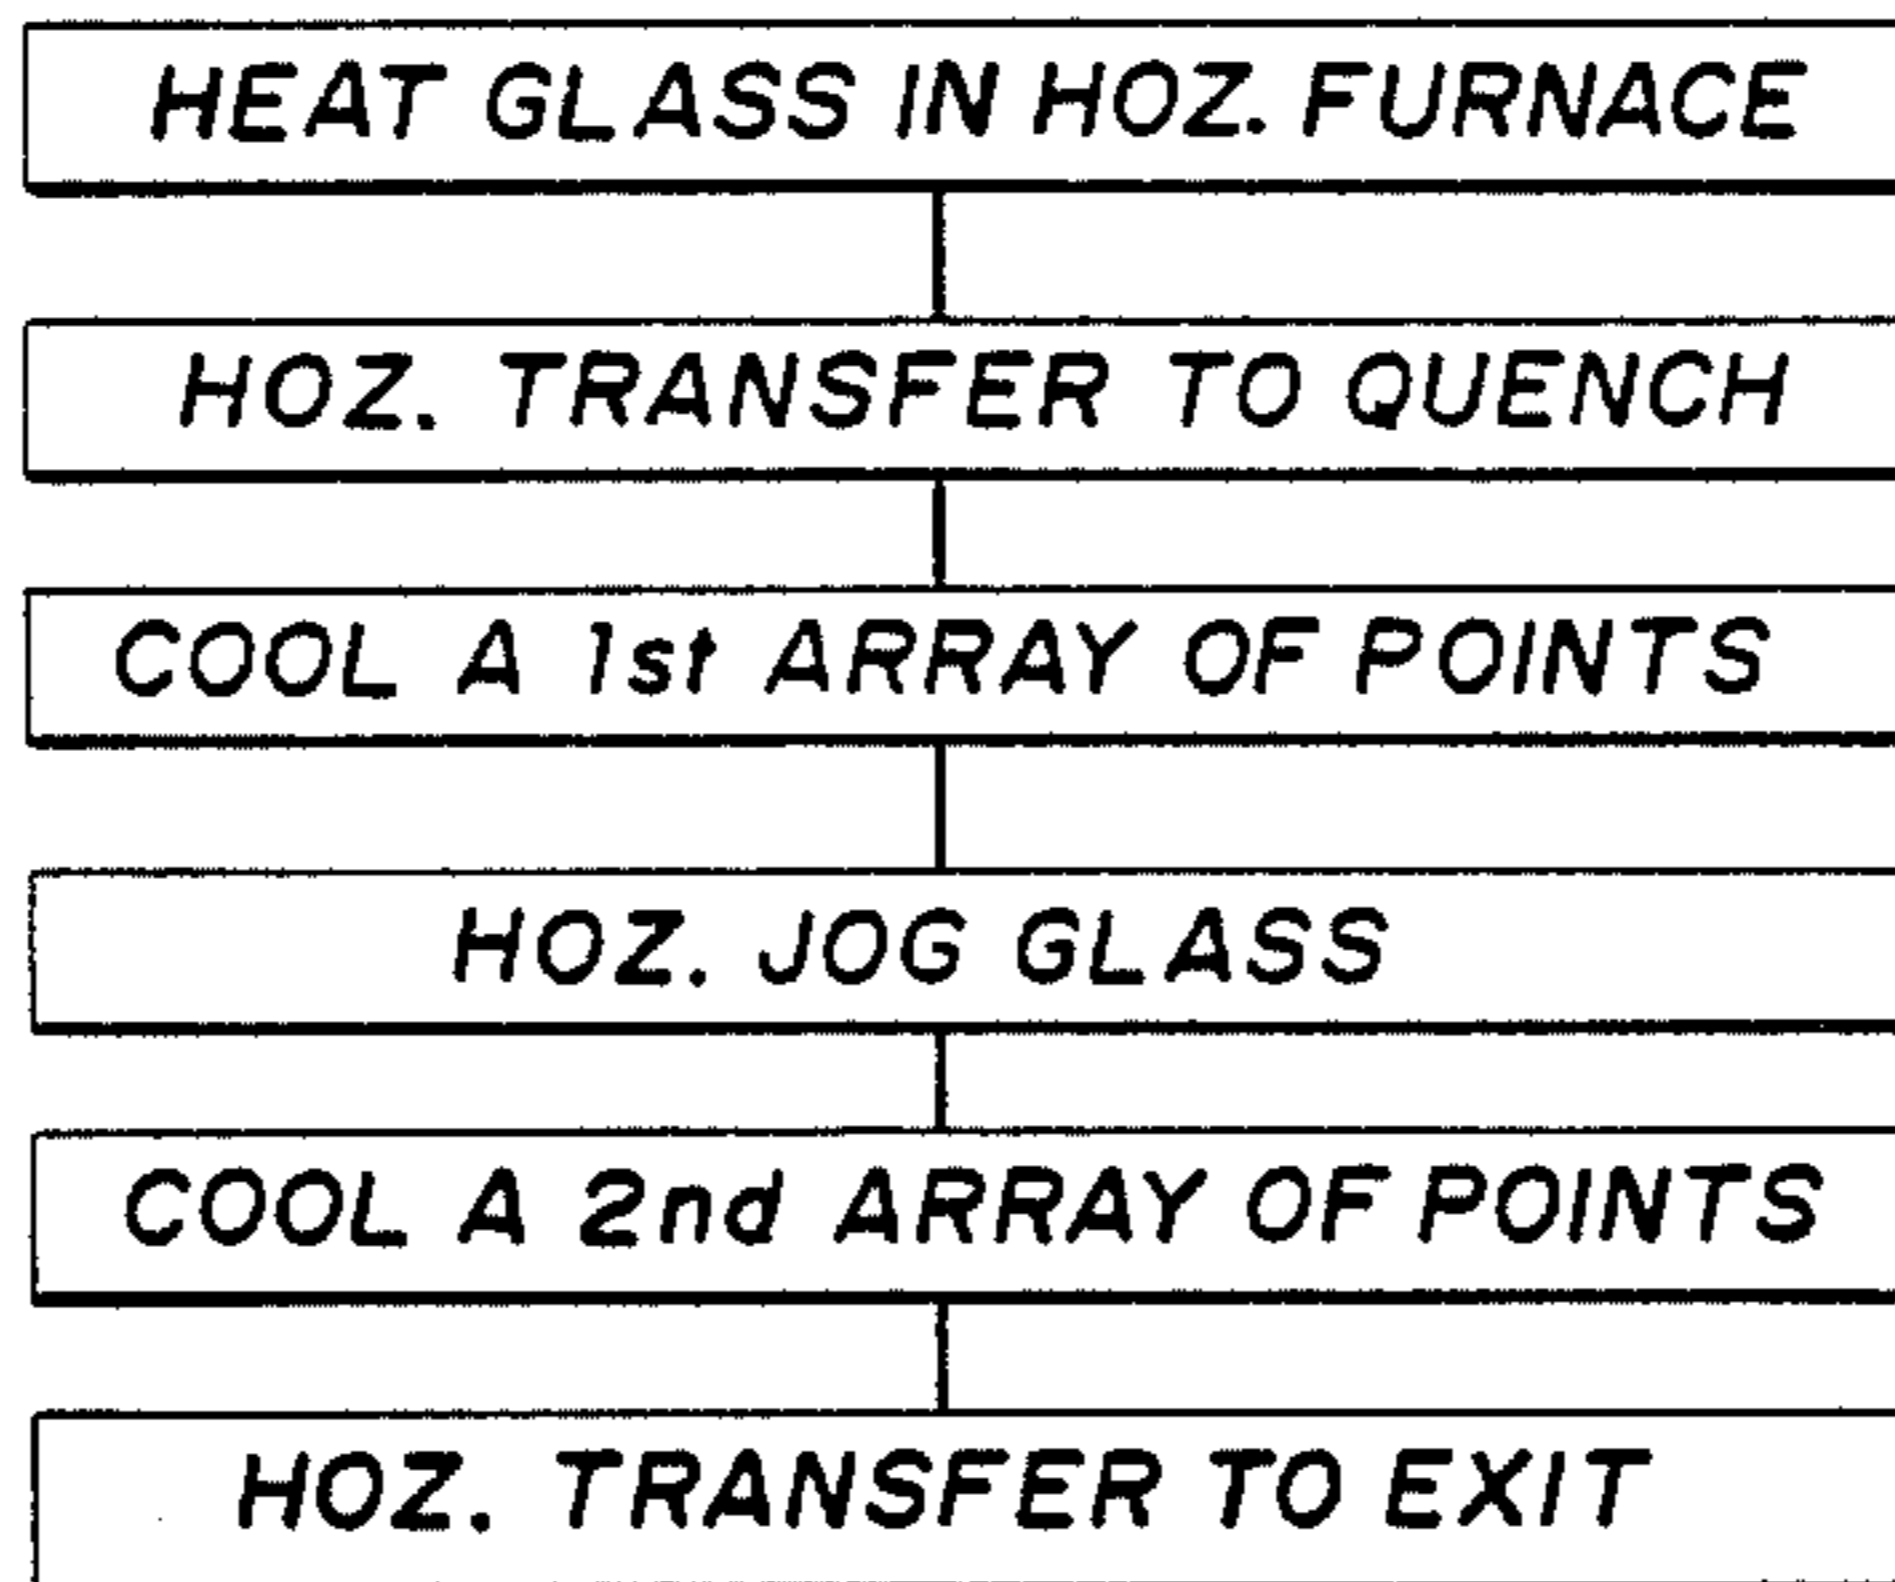 HEAT GLASS IN HOZ. FURNACE
HOZ. TRANSFER TO QUENCH
COOL A 1st ARRAY OF POINTS
HOZ. JOG GLASS
COOL A 2nd ARRAY OF POINTS
HOZ. TRANSFER TO EXIT